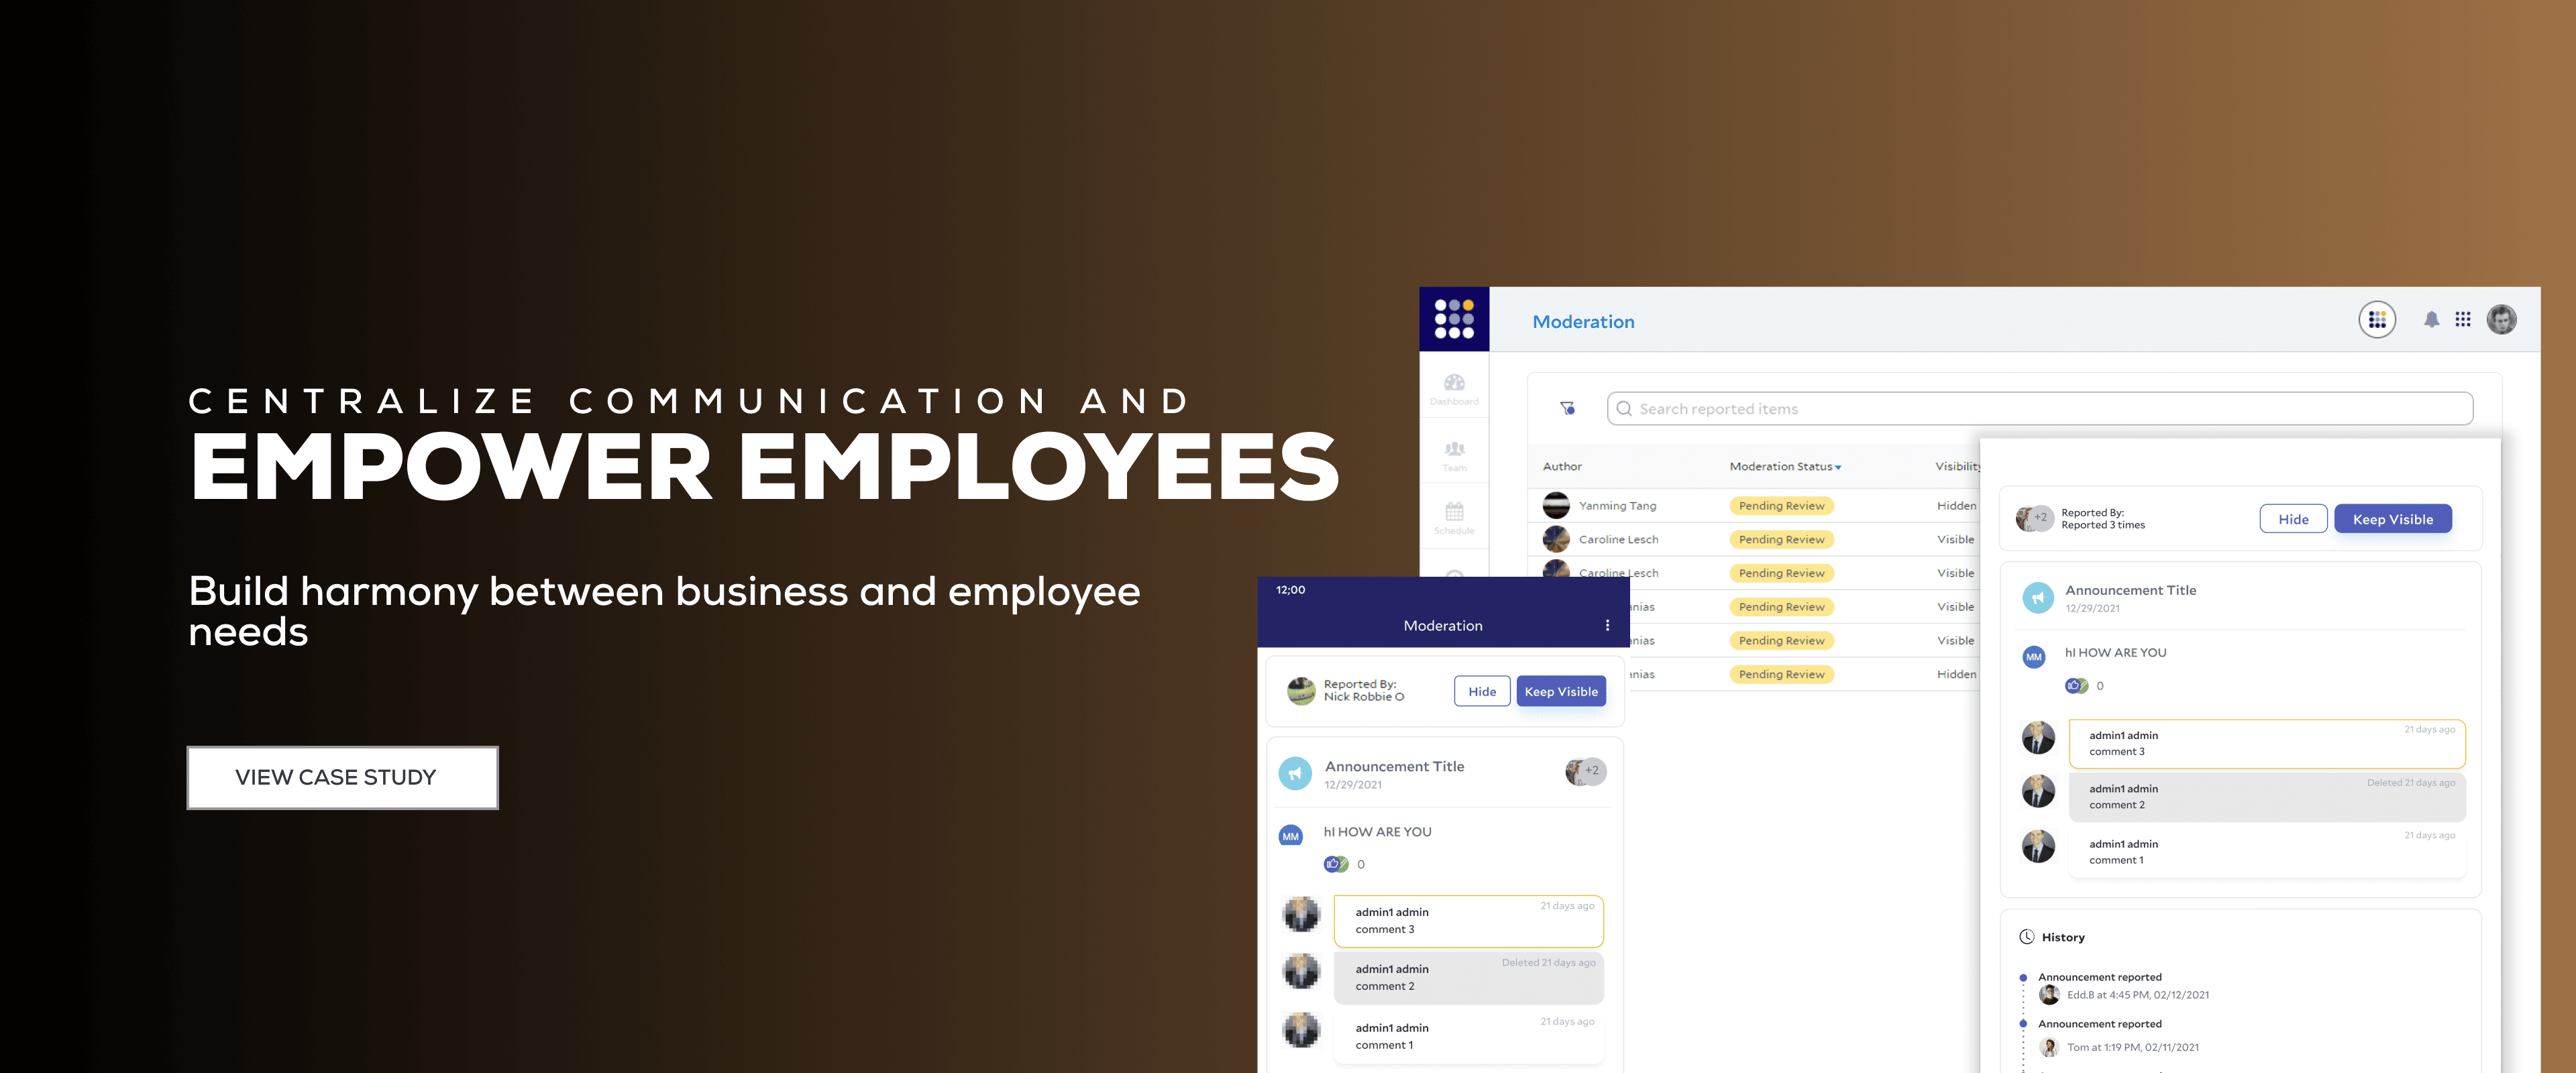 CENTRALIZE COMMUNICATION AND
EMPOWER EMPLOYEES
Build harmony between business and employee
needs
VIEW CASE STUDY
Moderation
Dashboard
Team
Schedule
Search reported items
Author Moderation Status Visibility
Yanming Tang Pending Review Hidden
Caroline Lesch Pending Review Visible
Caroline Lesch Pending Review Visible
nias Pending Review Visible
nias Pending Review Visible
nias Pending Review Hidden
12;00
Moderation
Reported By:
Nick Robbie O
Hide
Keep Visible
Announcement Title
12/29/2021
+2
MM
hI HOW ARE YOU
0
21 days ago
admin1 admin
comment 3
Deleted 21 days ago
admin1 admin
comment 2
21 days ago
admin1 admin
comment 1
+2
Reported By:
Reported 3 times
Hide
Keep Visible
Announcement Title
12/29/2021
MM
hI HOW ARE YOU
0
21 days ago
admin1 admin
comment 3
Deleted 21 days ago
admin1 admin
comment 2
21 days ago
admin1 admin
comment 1
History
Announcement reported
Edd.B at 4:45 PM, 02/12/2021
Announcement reported
Tom at 1:19 PM, 02/11/2021